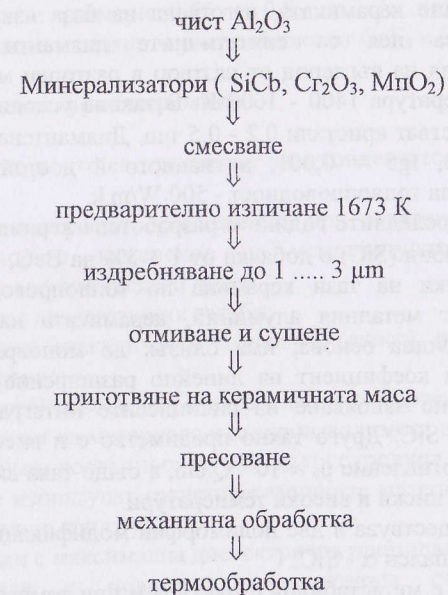 чист Al₂O₃
⇓
Минерализатори ( SiCb, Cr₂O₃, МпО₂)
⇓
смесване
⇓
предварително изпичане 1673 К
⇓
издребняване до 1 ..... 3 µm
⇓
отмиване, сушене
⇓
приготвяне на керамичната маса
⇓
пресоване
⇓
механична обработка
⇓
термообработка